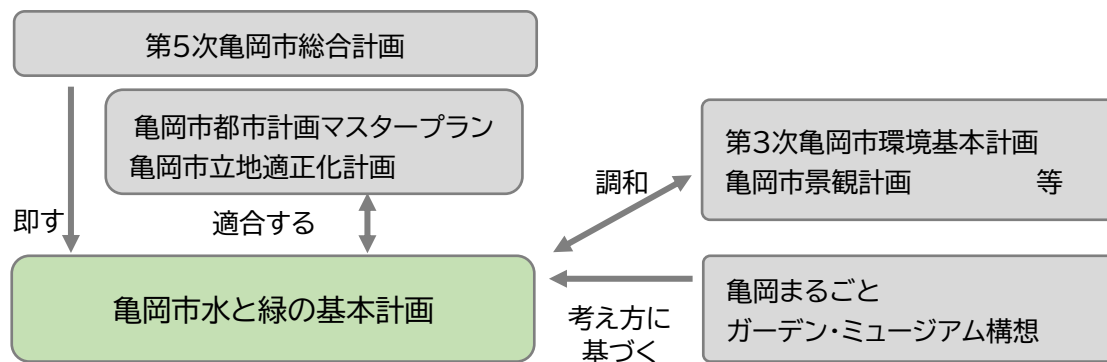 第5次亀岡市総合計画
亀岡市都市計画マスタープラン
亀岡市立地適正化計画
即す
適合する
亀岡市水と緑の基本計画
調和
第3次亀岡市環境基本計画
亀岡市景観計画　　　　等
考え方に
基づく
亀岡まるごと
ガーデン・ミュージアム構想